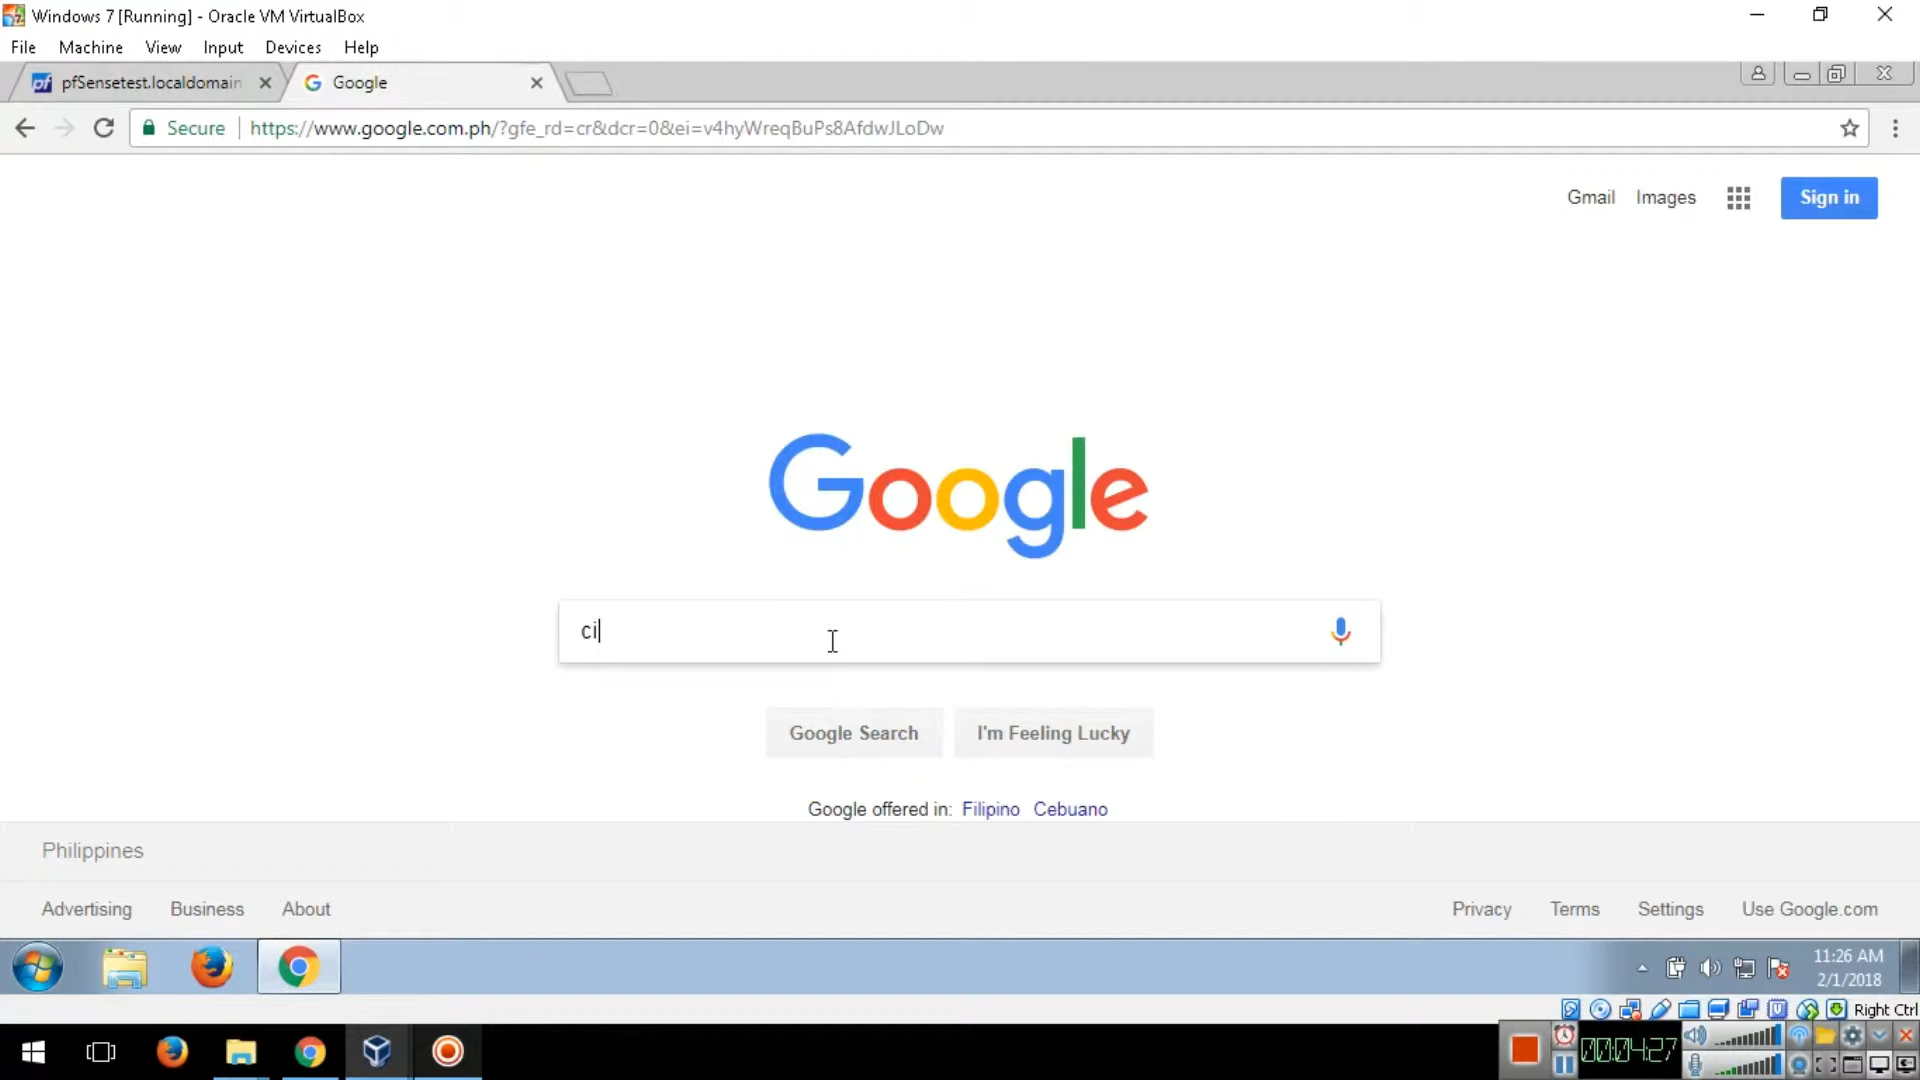 Windows 7 [Running] - Oracle VM VirtualBox
File Machine View Input Devices Help
pfSensetest.localdomain Google
Secure https://www.google.com.ph/?gfe_rd=cr&dcr=0&ei=v4hyWreqBuPs8AfdwJLoDw
Gmail Images Sign in
Google
ci
Google Search I'm Feeling Lucky
Google offered in: Filipino Cebuano
Philippines
Advertising Business About Privacy Terms Settings Use Google.com
11:26 AM
2/1/2018
Right Ctrl
00:04:27